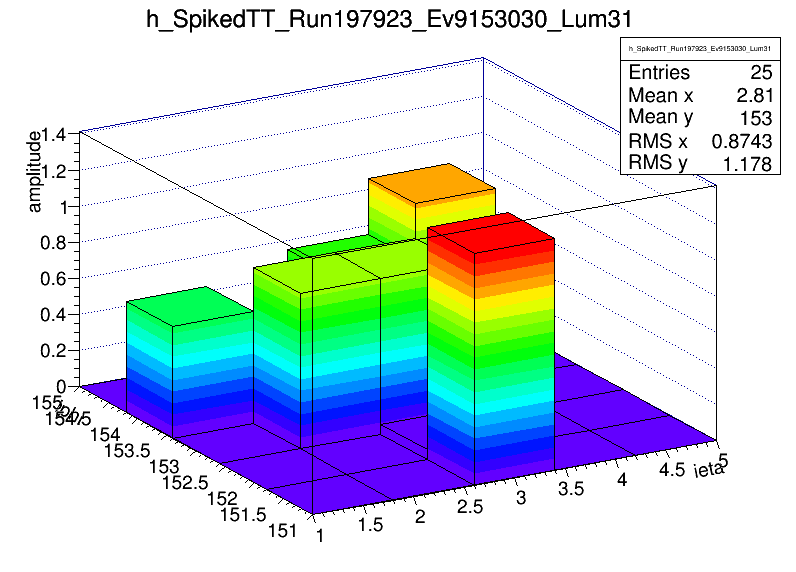 h_SpikedTT_Run197923_Ev9153030_Lum31
h_SpikedTT_Run197923_Ev9153030_Lum31
Entries 25
Mean x 2.81
Mean y 153
RMS x 0.8743
RMS y 1.178
amplitude
1.4
1.2
1
0.8
0.6
0.4
0.2
0
155
154.5
154
153.5
153
152.5
152
151.5
151
1
1.5
2
2.5
3
3.5
4
4.5
5
ieta